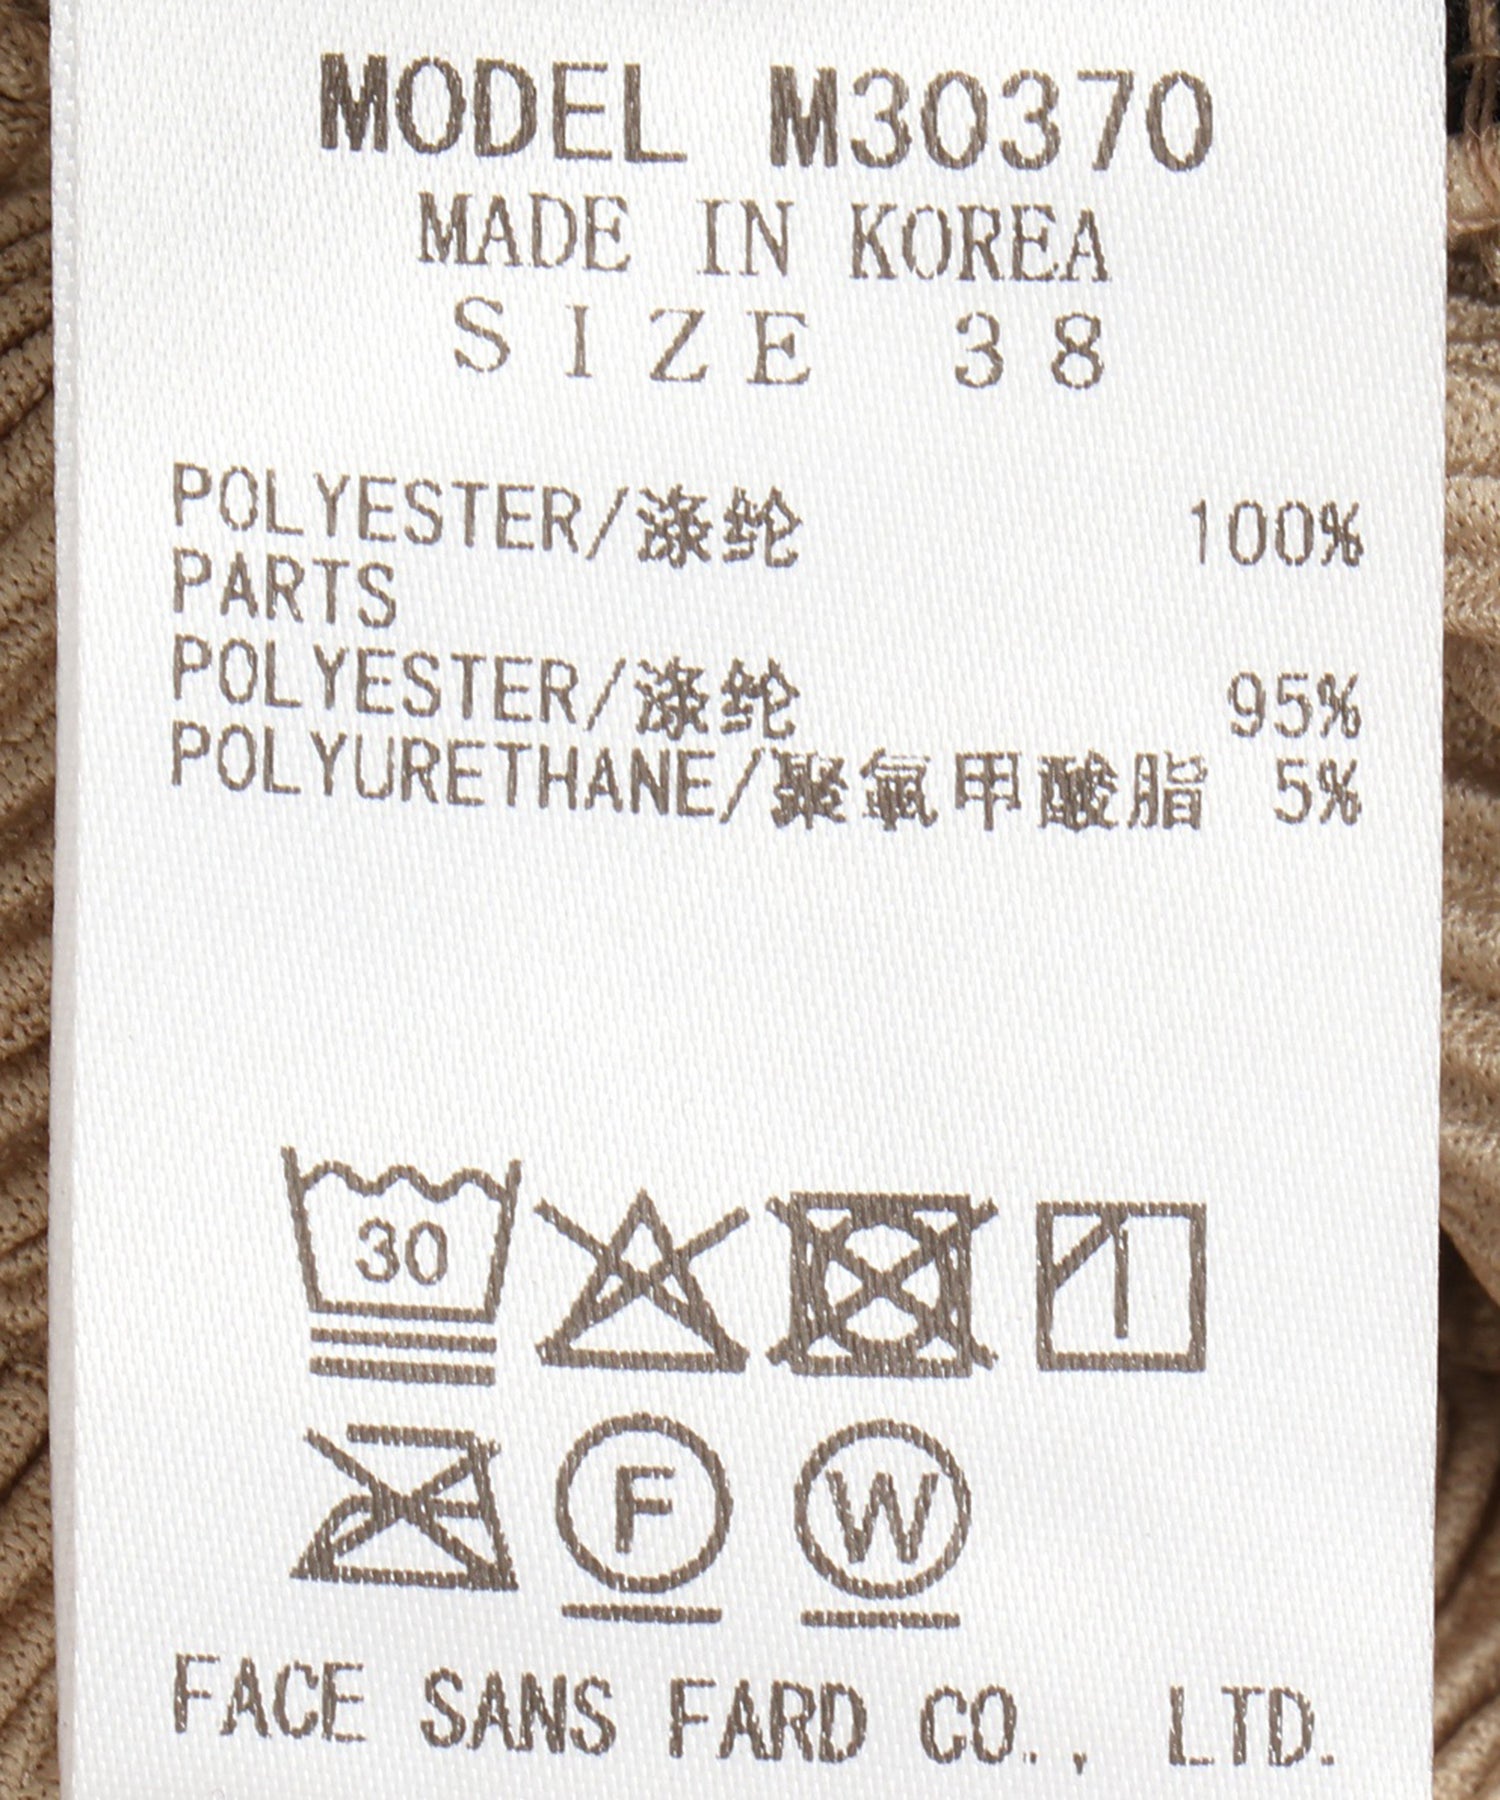 MODEL M30370
MADE IN KOREA
SIZE 38
POLYESTER/涤纶 100%
PARTS
POLYESTER/涤纶 95%
POLYURETHANE/聚氨甲酸脂 5%
30
F W
FACE SANS FARD CO., LTD.